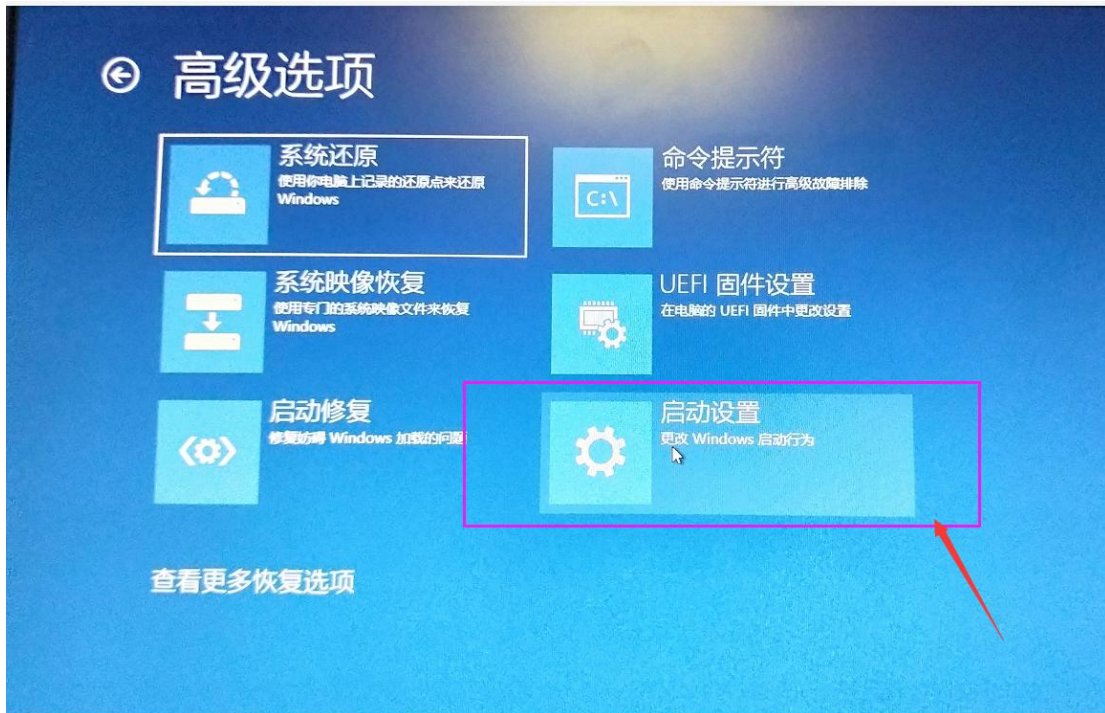 高级选项
系统还原
使用你电脑上记录的还原点来还原
Windows
命令提示符
使用命令提示符进行高级故障排除
C:\
系统映像恢复
使用专门的系统映像文件来恢复
Windows
UEFI 固件设置
在电脑的 UEFI 固件中更改设置
启动修复
修复妨碍 Windows 加载的问题
启动设置
更改 Windows 启动行为
查看更多恢复选项